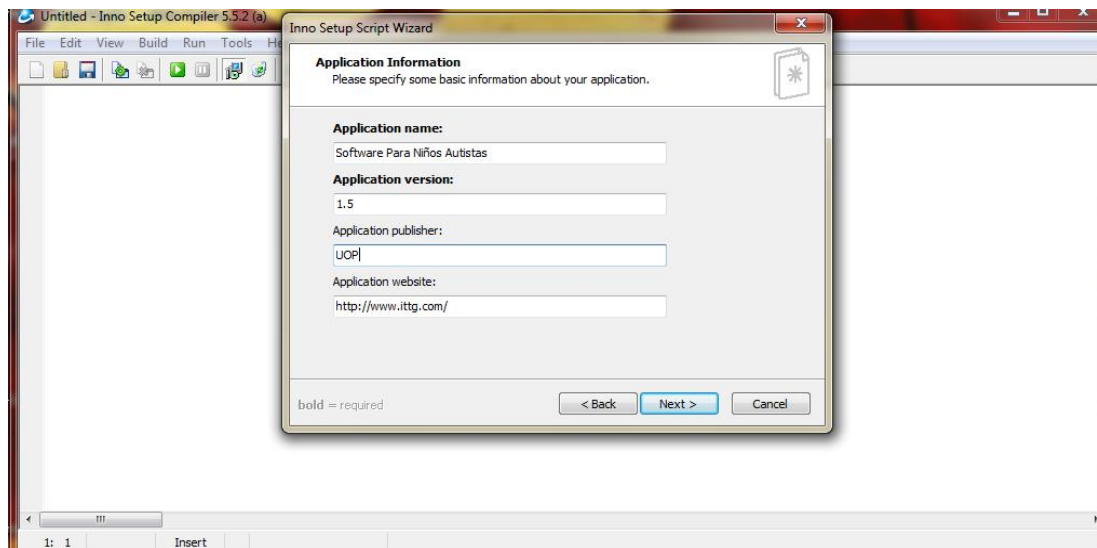 Untitled - Inno Setup Compiler 5.5.2 (a)
File Edit View Build Run Tools He
Inno Setup Script Wizard
Application Information
Please specify some basic information about your application.
Application name:
Software Para Niños Autistas
Application version:
1.5
Application publisher:
UOP
Application website:
http://www.ittg.com/
bold = required
< Back Next > Cancel
1: 1 Insert